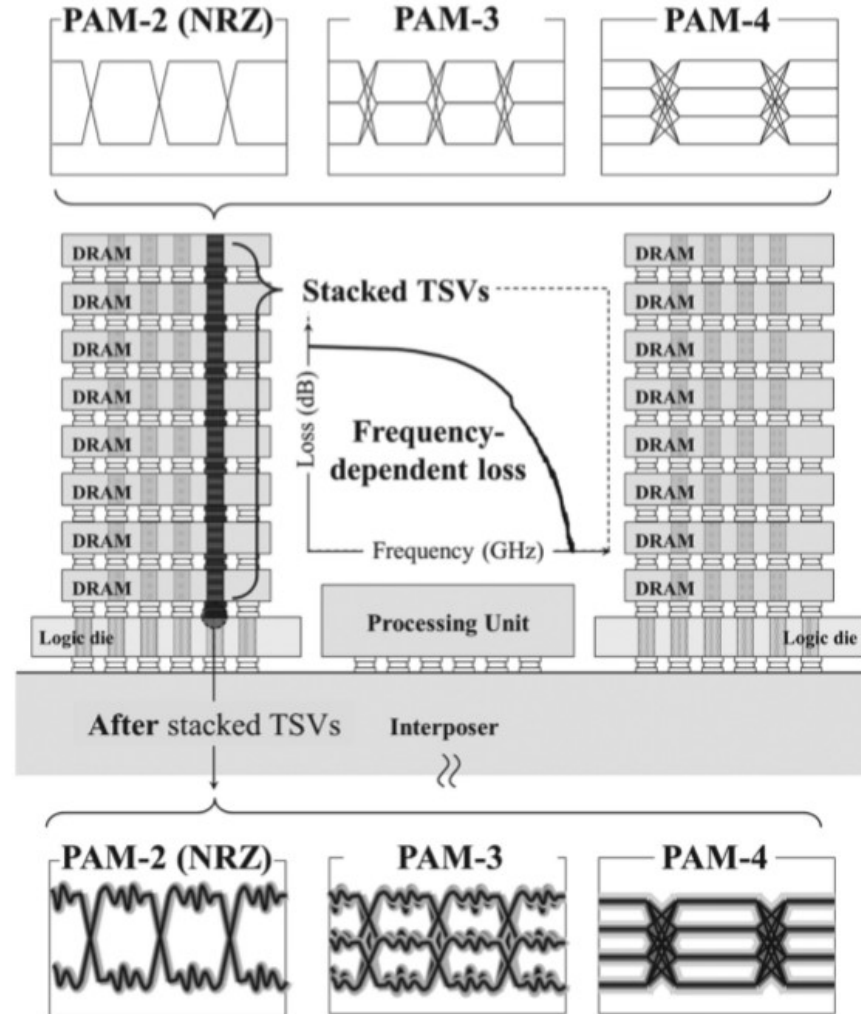 PAM-2 (NRZ)
PAM-3
PAM-4
DRAM
DRAM
DRAM
DRAM
DRAM
DRAM
DRAM
DRAM
Logic die
Stacked TSVs
Loss (dB)
Frequency-
dependent loss
Frequency (GHz)
Processing Unit
DRAM
DRAM
DRAM
DRAM
DRAM
DRAM
DRAM
DRAM
Logic die
After stacked TSVs
Interposer
PAM-2 (NRZ)
PAM-3
PAM-4